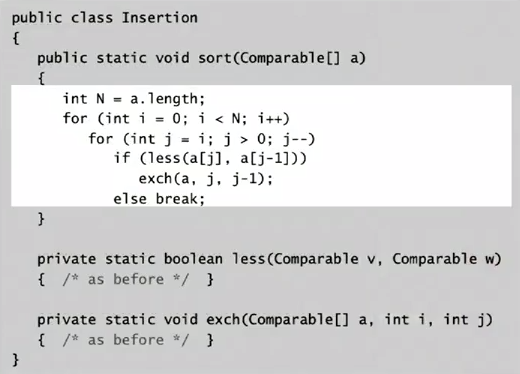 public class Insertion
{
public static void sort(Comparable[] a)
{
int N = a.length;
for (int i = 0; i < N; i++)
for (int j = i; j > 0; j--)
if (less(a[j], a[j-1]))
exch(a, j, j-1);
else break;
}
private static boolean less(Comparable v, Comparable w)
{ /* as before */ }
private static void exch(Comparable[] a, int i, int j)
{ /* as before */ }
}